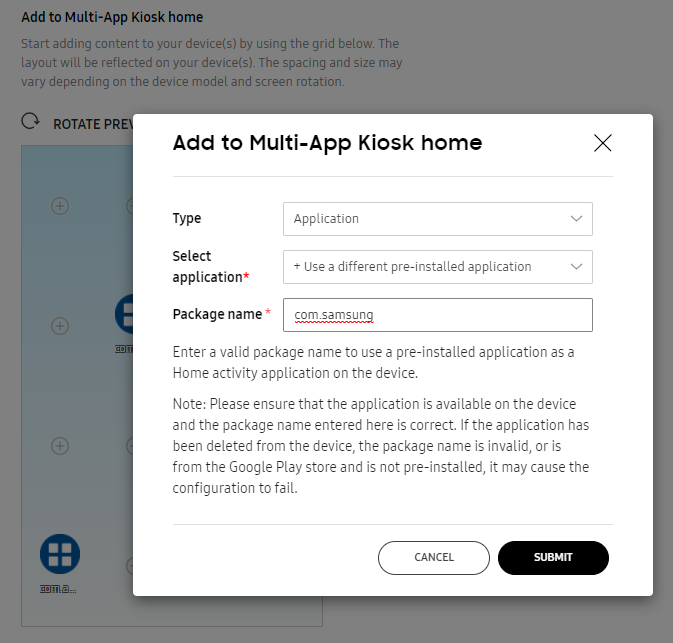 Add to Multi-App Kiosk home
Start adding content to your device(s) by using the grid below. The
layout will be reflected on your device(s). The spacing and size may
vary depending on the device model and screen rotation.
ROTATE PREV
Add to Multi-App Kiosk home
Type
Application
Select
application*
+ Use a different pre-installed application
Package name *
com.samsung
Enter a valid package name to use a pre-installed application as a
Home activity application on the device.
Note: Please ensure that the application is available on the device
and the package name entered here is correct. If the application has
been deleted from the device, the package name is invalid, or is
from the Google Play store and is not pre-installed, it may cause the
configuration to fail.
CANCEL
SUBMIT
com.a...